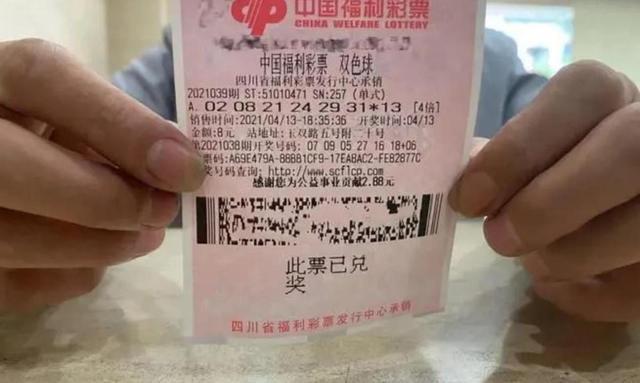 中国福利彩票
CHINA WELFARE LOTTERY
中国福利彩票 双色球
四川省福利彩票发行中心承销
2021039期 ST:51010471 SN:257 (单式)
A. 02 08 21 24 29 31*13 [4倍]
销售时间:2021/04/13-18:35:36 开奖时间:04/13
金额:8元 站地址:玉双路五号附二十号
第2021038期开奖号码: 07 09 05 27 16 18+06
票码:A69E479A-88BB1CF9-17EABAC2-FEB2877C
奖号码查询: http://www.scflcp.com
感谢您为公益事业贡献2.88元
此票已兑
奖
四川省福利彩票发行中心承销